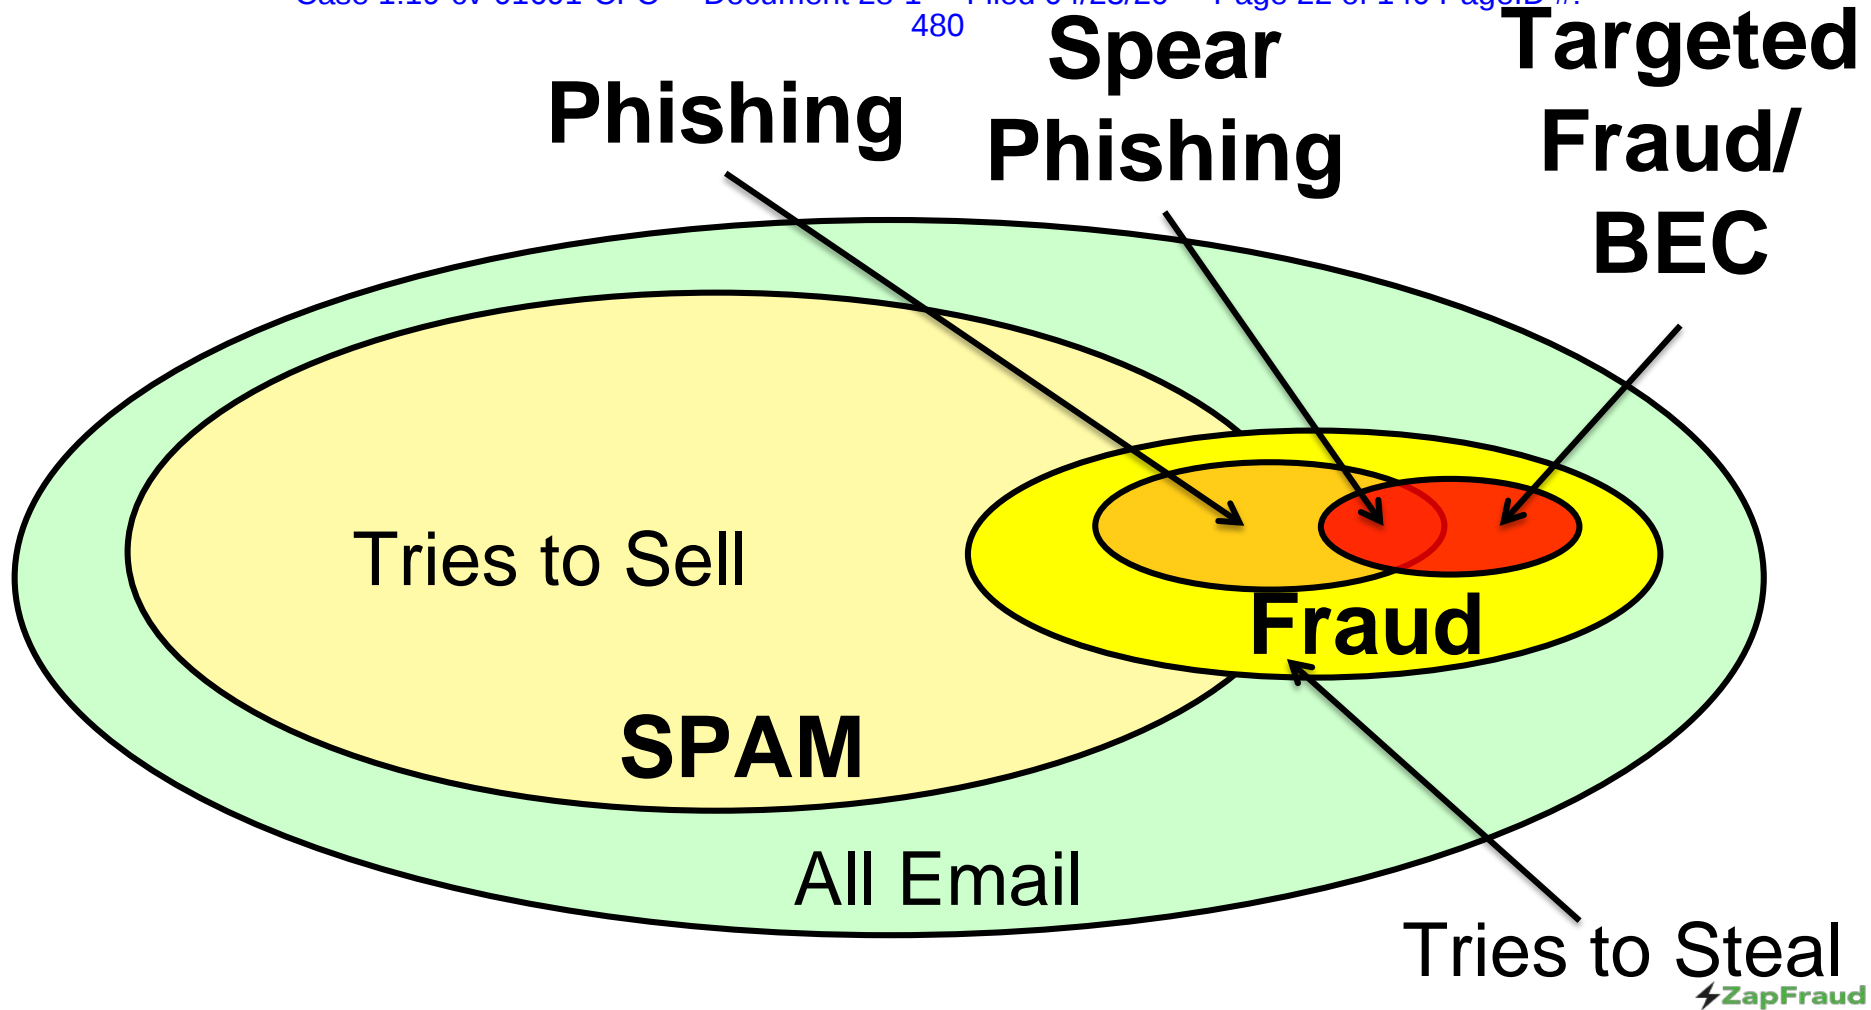 480
Spear
Phishing
Targeted
Fraud/
BEC
Phishing
Tries to Sell
Fraud
SPAM
All Email
Tries to Steal
ZapFraud